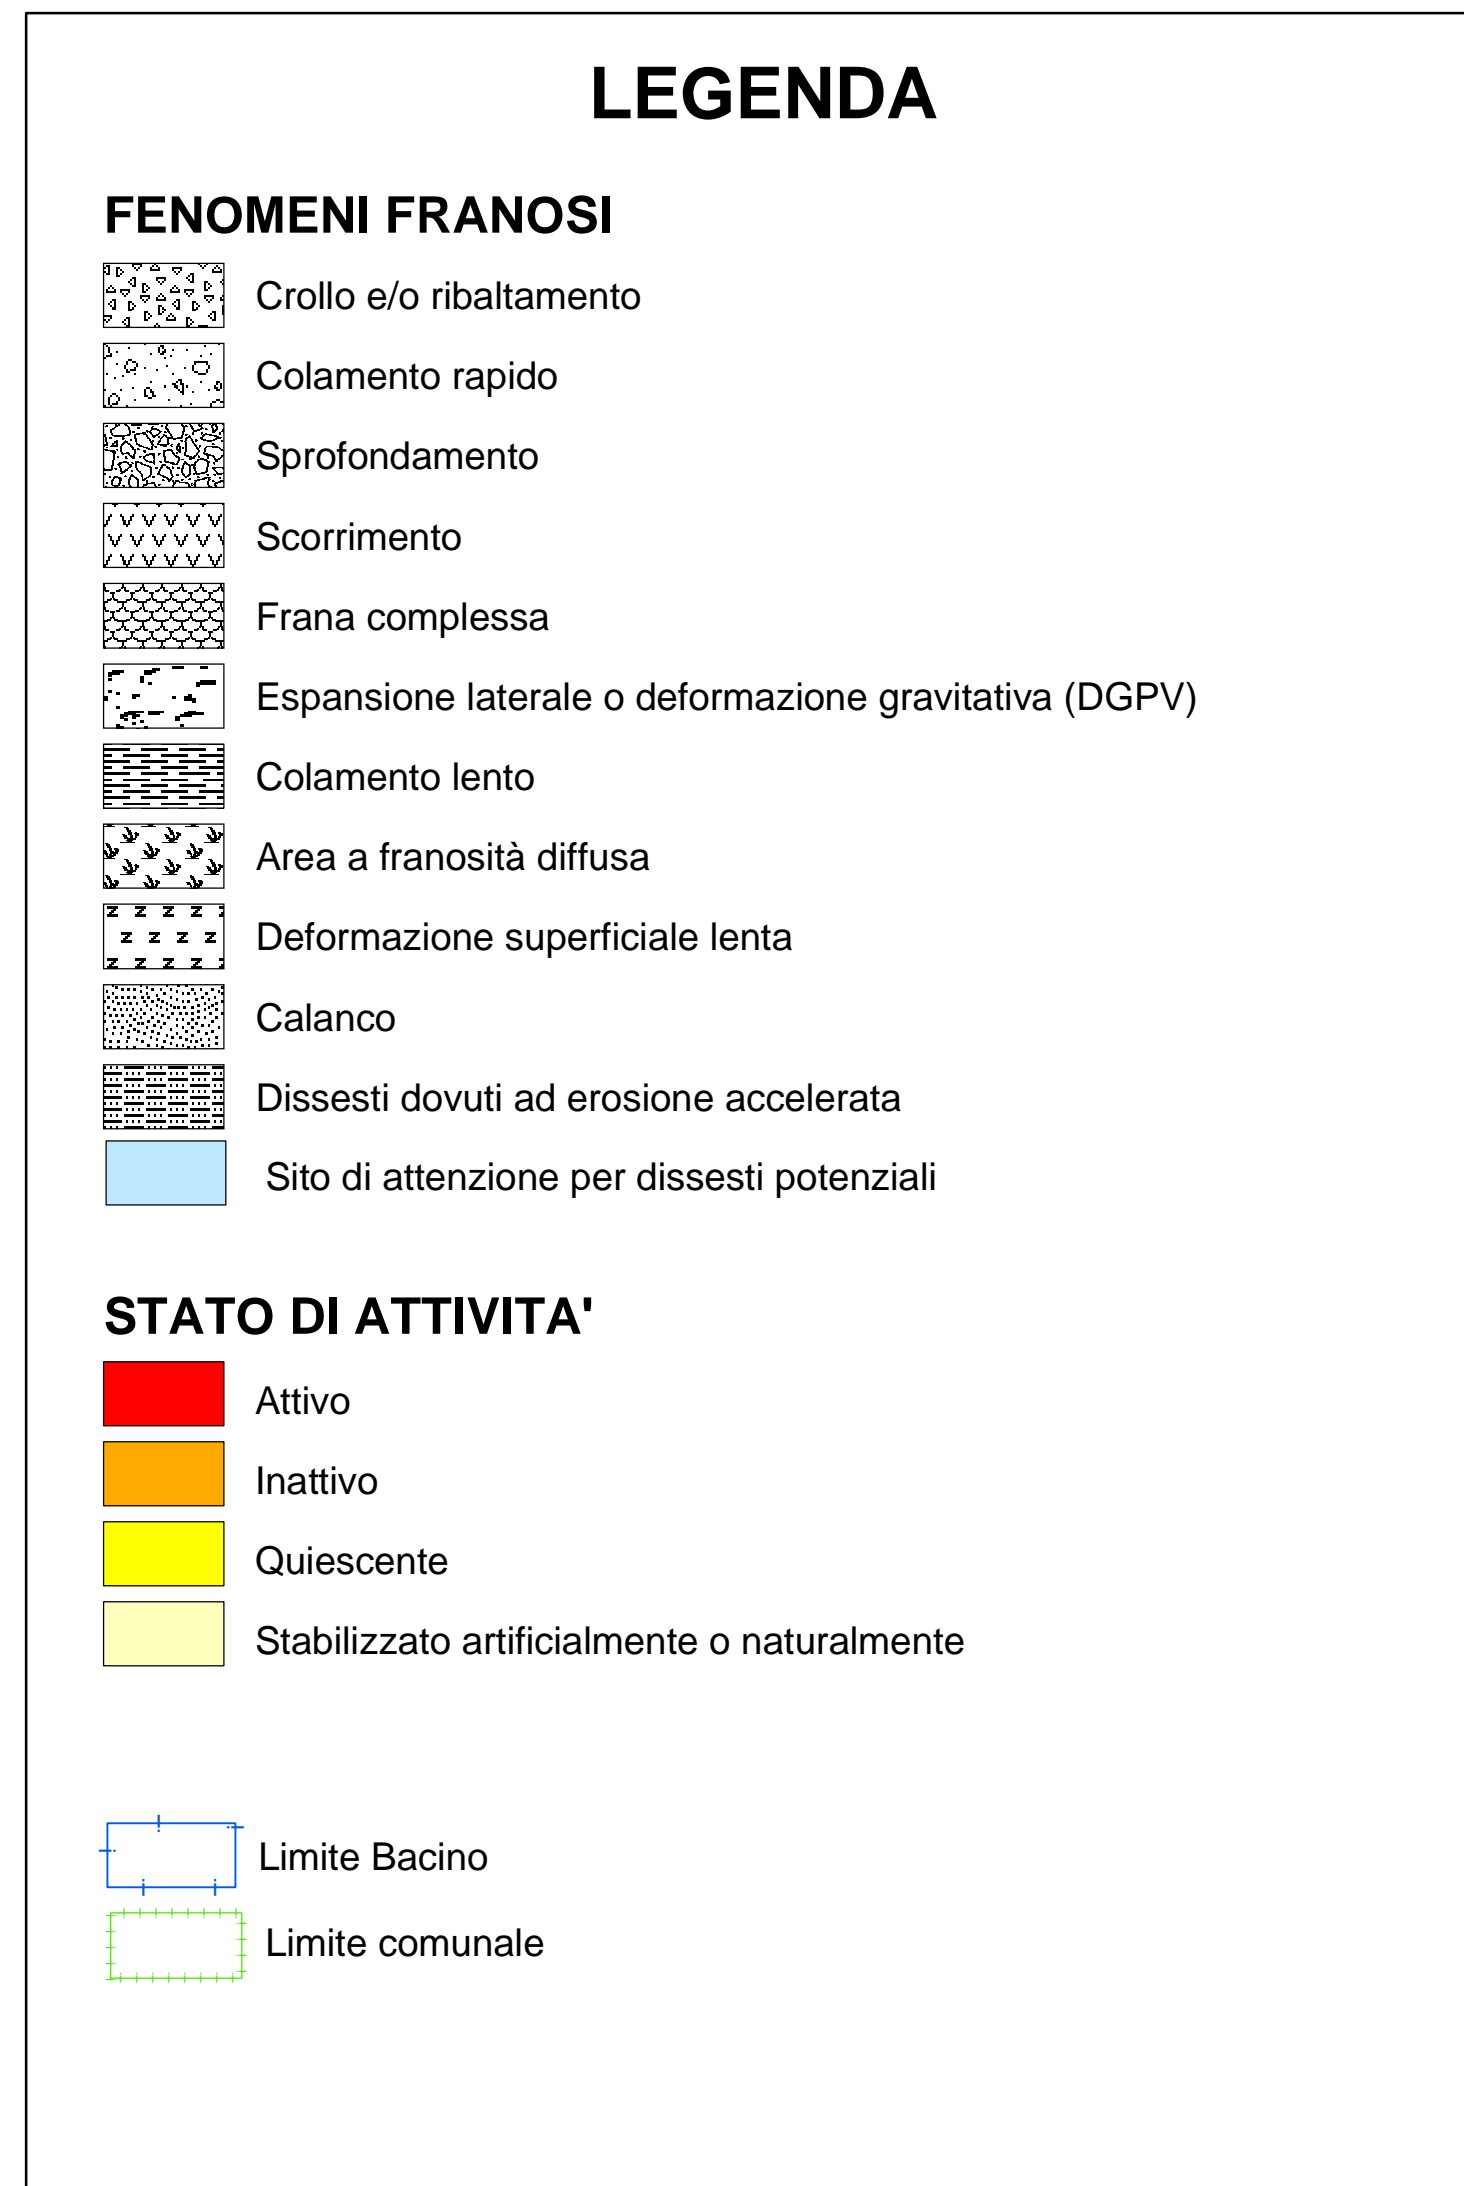 LEGENDA
FENOMENI FRANOSI
Crollo e/o ribaltamento
Colamento rapido
Sprofondamento
Scorrimento
Frana complessa
Espansione laterale o deformazione gravitativa (DGPV)
Colamento lento
Area a franosità diffusa
Deformazione superficiale lenta
Calanco
Dissesti dovuti ad erosione accelerata
Sito di attenzione per dissesti potenziali
STATO DI ATTIVITA'
Attivo
Inattivo
Quiescente
Stabilizzato artificialmente o naturalmente
Limite Bacino
Limite comunale